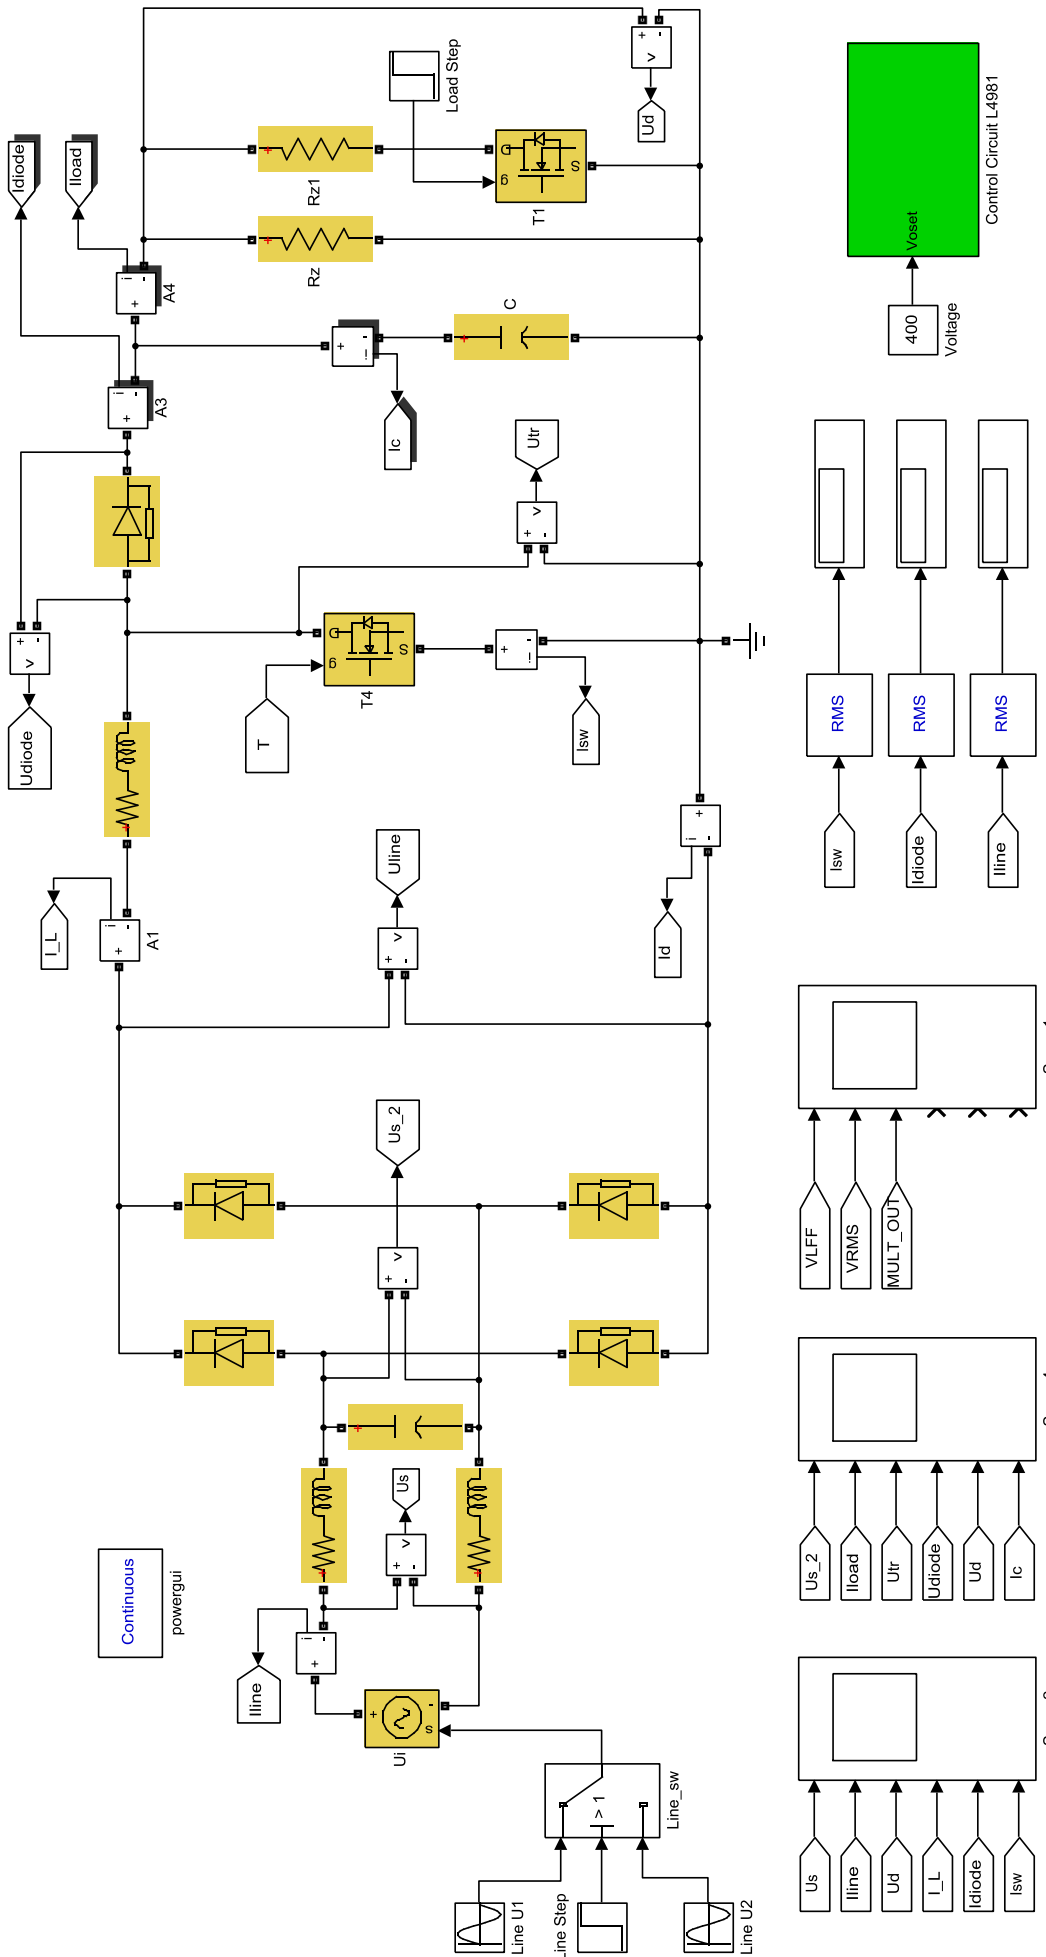 Continuous
powergui
Line U1
Line Step
Line U2
> 1
Line_sw
+
-
s
Ui
Iline
i
+
-
Us
v
+
-
Us_2
v
+
-
Uline
v
+
-
I_L
i
+
-
A1
Id
i
+
-
Udiode
v
+
-
T
g
D
S
T4
Isw
i
+
-
Utr
v
+
-
Idiode
i
+
-
A3
Ic
i
+
-
C
Iload
i
+
-
A4
Rz
Rz1
Load Step
g
D
S
T1
Ud
v
+
-
Us
Iline
Ud
I_L
Idiode
Isw
Us_2
Iload
Utr
Udiode
Ud
Ic
VLFF
VRMS
MULT_OUT
Isw
RMS
Idiode
RMS
Iline
RMS
400
Voltage
Voset
Control Circuit L4981